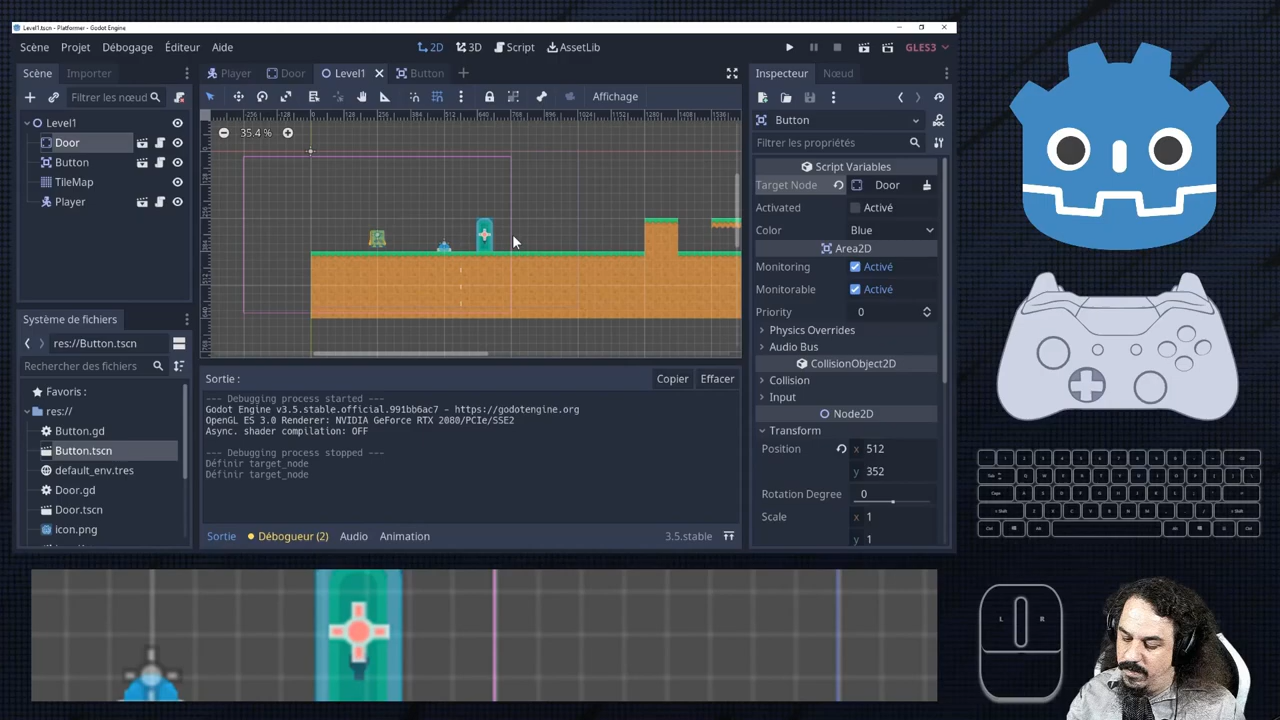 Level1.tscn - Platformer - Godot Engine
Scène Projet Débogage Éditeur Aide
2D 3D Script AssetLib
GLES3
Scène Importer
Player Door Level1 Button
Inspecteur Nœud
Filtrer les nœud
Affichage
Level1
Door
Button
TileMap
Player
35.4 %
Button
Filtrer les propriétés
Script Variables
Target Node Door
Activated Activé
Color Blue
Area2D
Monitoring Activé
Monitorable Activé
Priority 0
Physics Overrides
Audio Bus
CollisionObject2D
Collision
Input
Node2D
Transform
Position x 512
y 352
Rotation Degree 0
Scale x 1
y 1
Système de fichiers
res://Button.tscn
Rechercher des fichiers
Favoris :
res://
Button.gd
Button.tscn
default_env.tres
Door.gd
Door.tscn
icon.png
Sortie : Copier Effacer
--- Debugging process started ---
Godot Engine v3.5.stable.official.991bb6ac7 - https://godotengine.org
OpenGL ES 3.0 Renderer: NVIDIA GeForce RTX 2080/PCIe/SSE2
Async. shader compilation: OFF
--- Debugging process stopped ---
Définir target_node
Définir target_node
Sortie Débogueur (2) Audio Animation 3.5.stable
L R